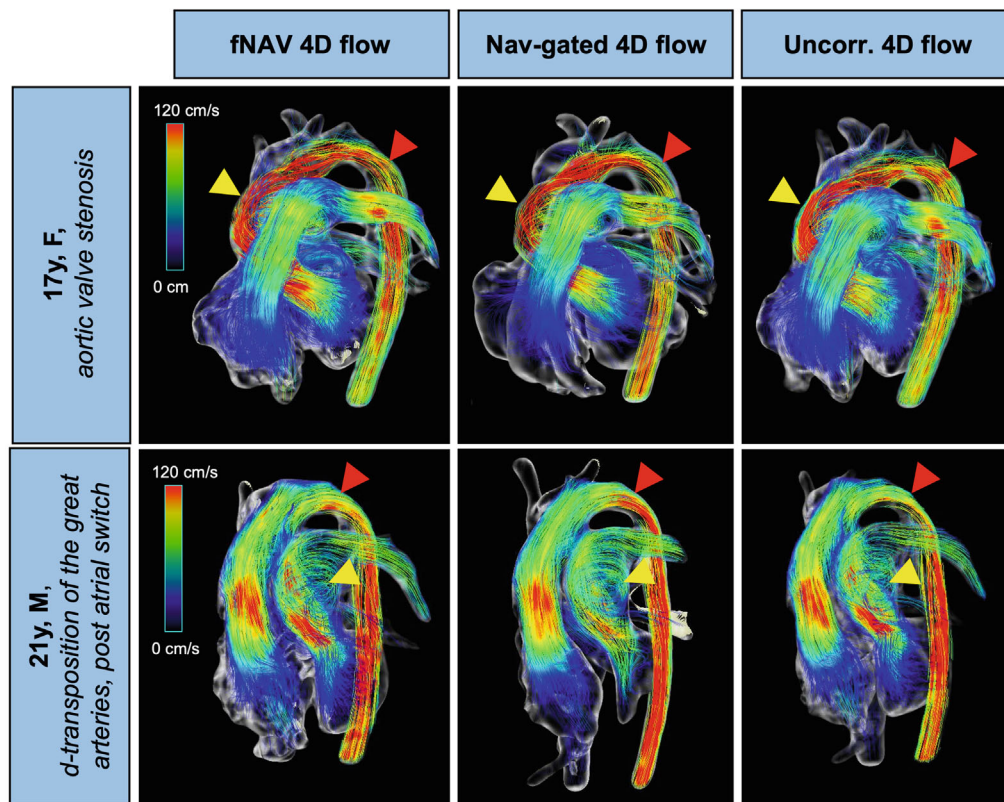 fNAV 4D flow
Nav-gated 4D flow
Uncorr. 4D flow
17y, F,
aortic valve stenosis
120 cm/s
0 cm
21y, M,
d-transposition of the great
arteries, post atrial switch
120 cm/s
0 cm/s